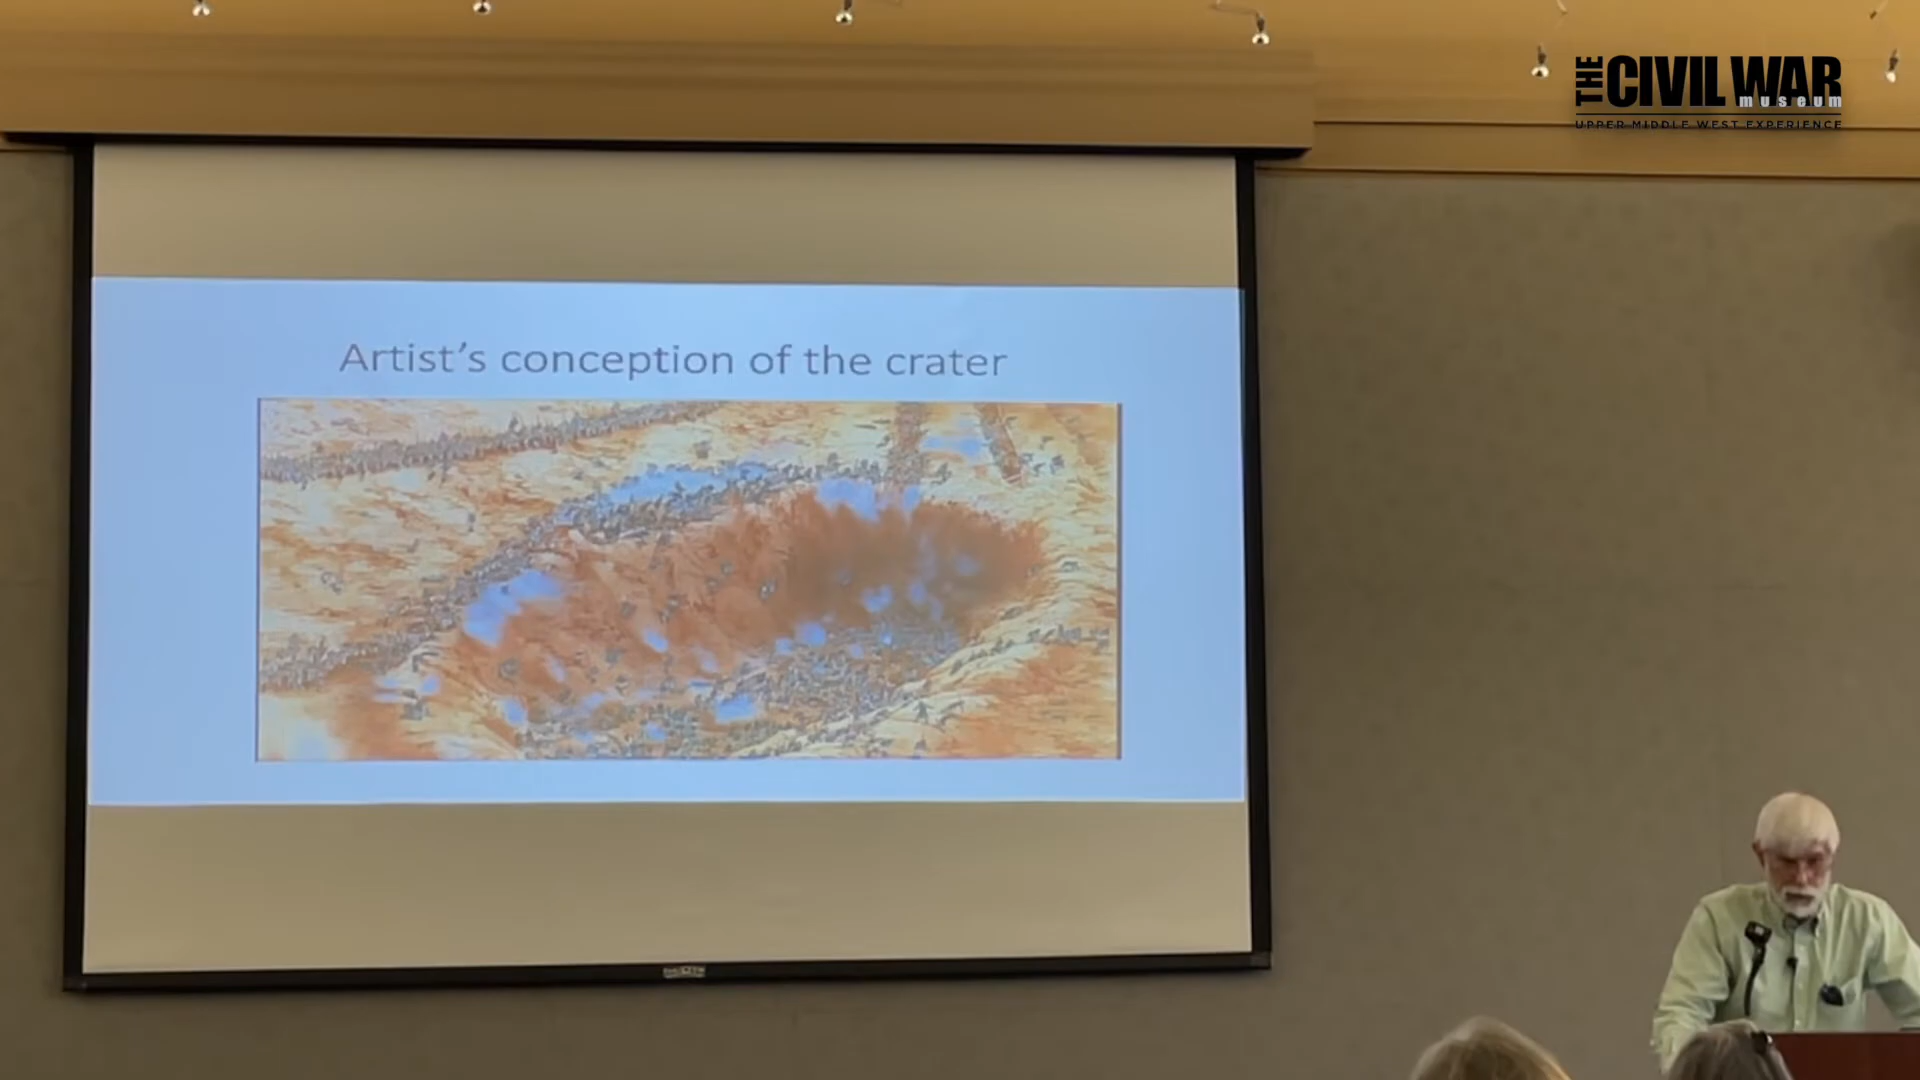 THE CIVIL WAR
museum
UPPER MIDDLE WEST EXPERIENCE
Artist's conception of the crater